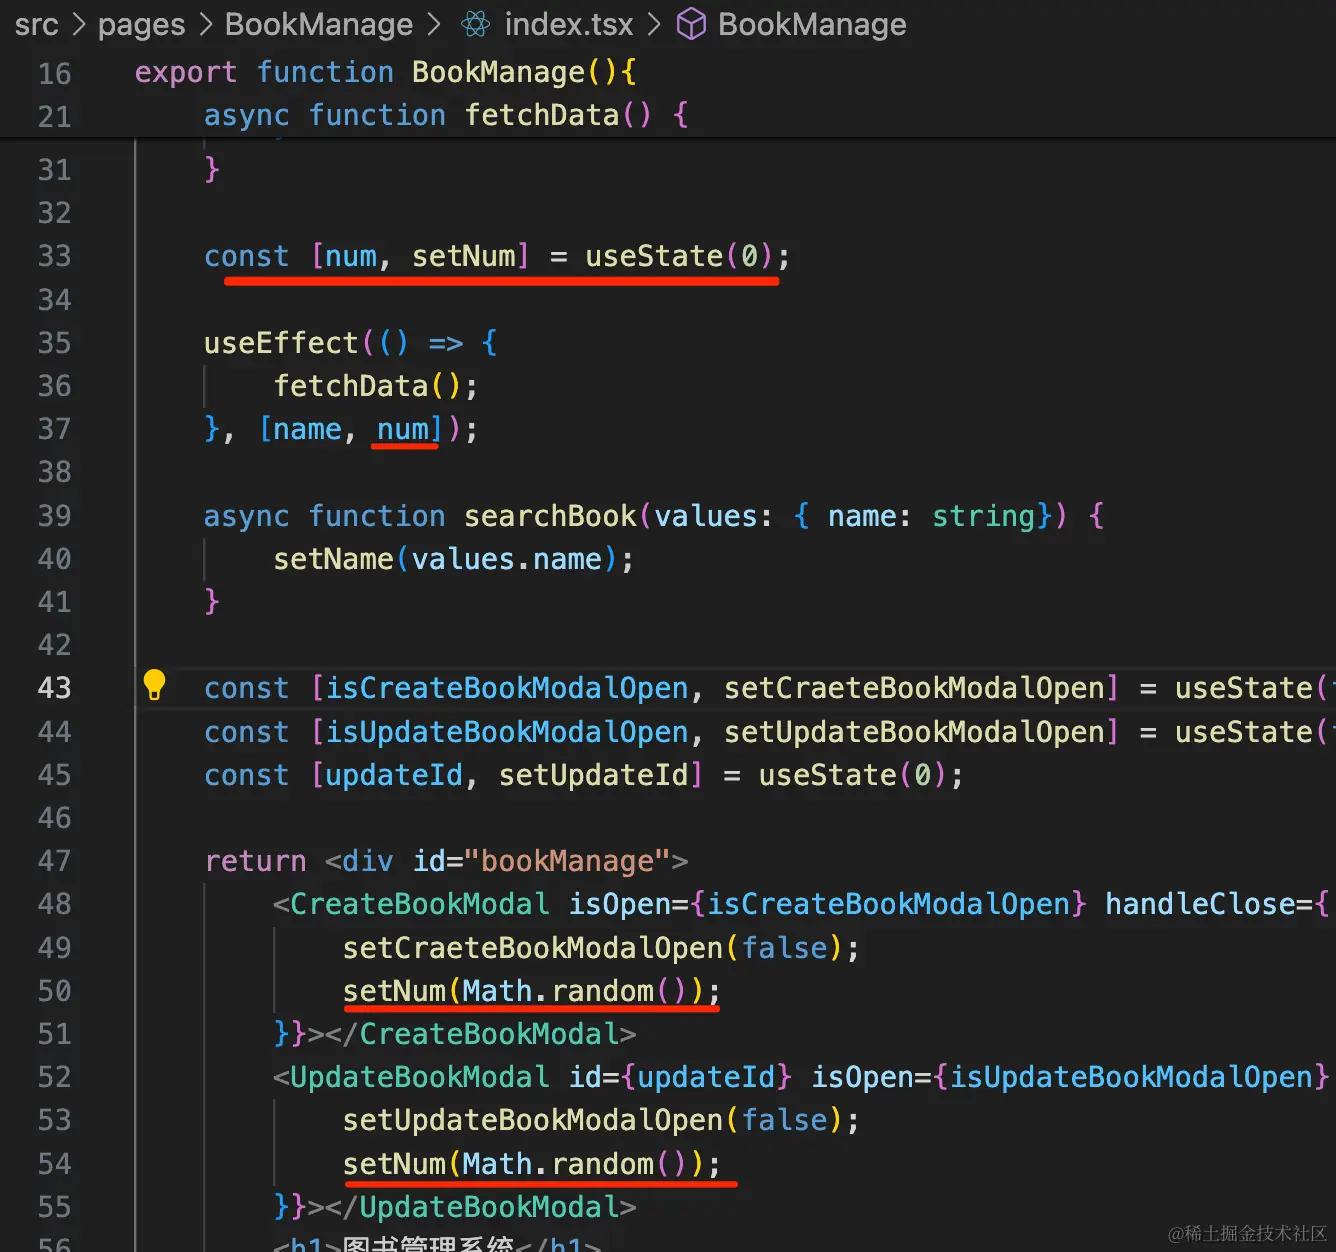 src > pages > BookManage > index.tsx > BookManage
16 export function BookManage(){
21 async function fetchData() {
31 }
32
33 const [num, setNum] = useState(0);
34
35 useEffect(() => {
36 fetchData();
37 }, [name, num]);
38
39 async function searchBook(values: { name: string}) {
40 setName(values.name);
41 }
42
43 const [isCreateBookModalOpen, setCraeteBookModalOpen] = useState(
44 const [isUpdateBookModalOpen, setUpdateBookModalOpen] = useState(
45 const [updateId, setUpdateId] = useState(0);
46
47 return <div id="bookManage">
48 <CreateBookModal isOpen={isCreateBookModalOpen} handleClose={
49 setCraeteBookModalOpen(false);
50 setNum(Math.random());
51 }}></CreateBookModal>
52 <UpdateBookModal id={updateId} isOpen={isUpdateBookModalOpen}
53 setUpdateBookModalOpen(false);
54 setNum(Math.random());
55 }}></UpdateBookModal>
56 <h1>图书管理系统</h1>
@稀土掘金技术社区